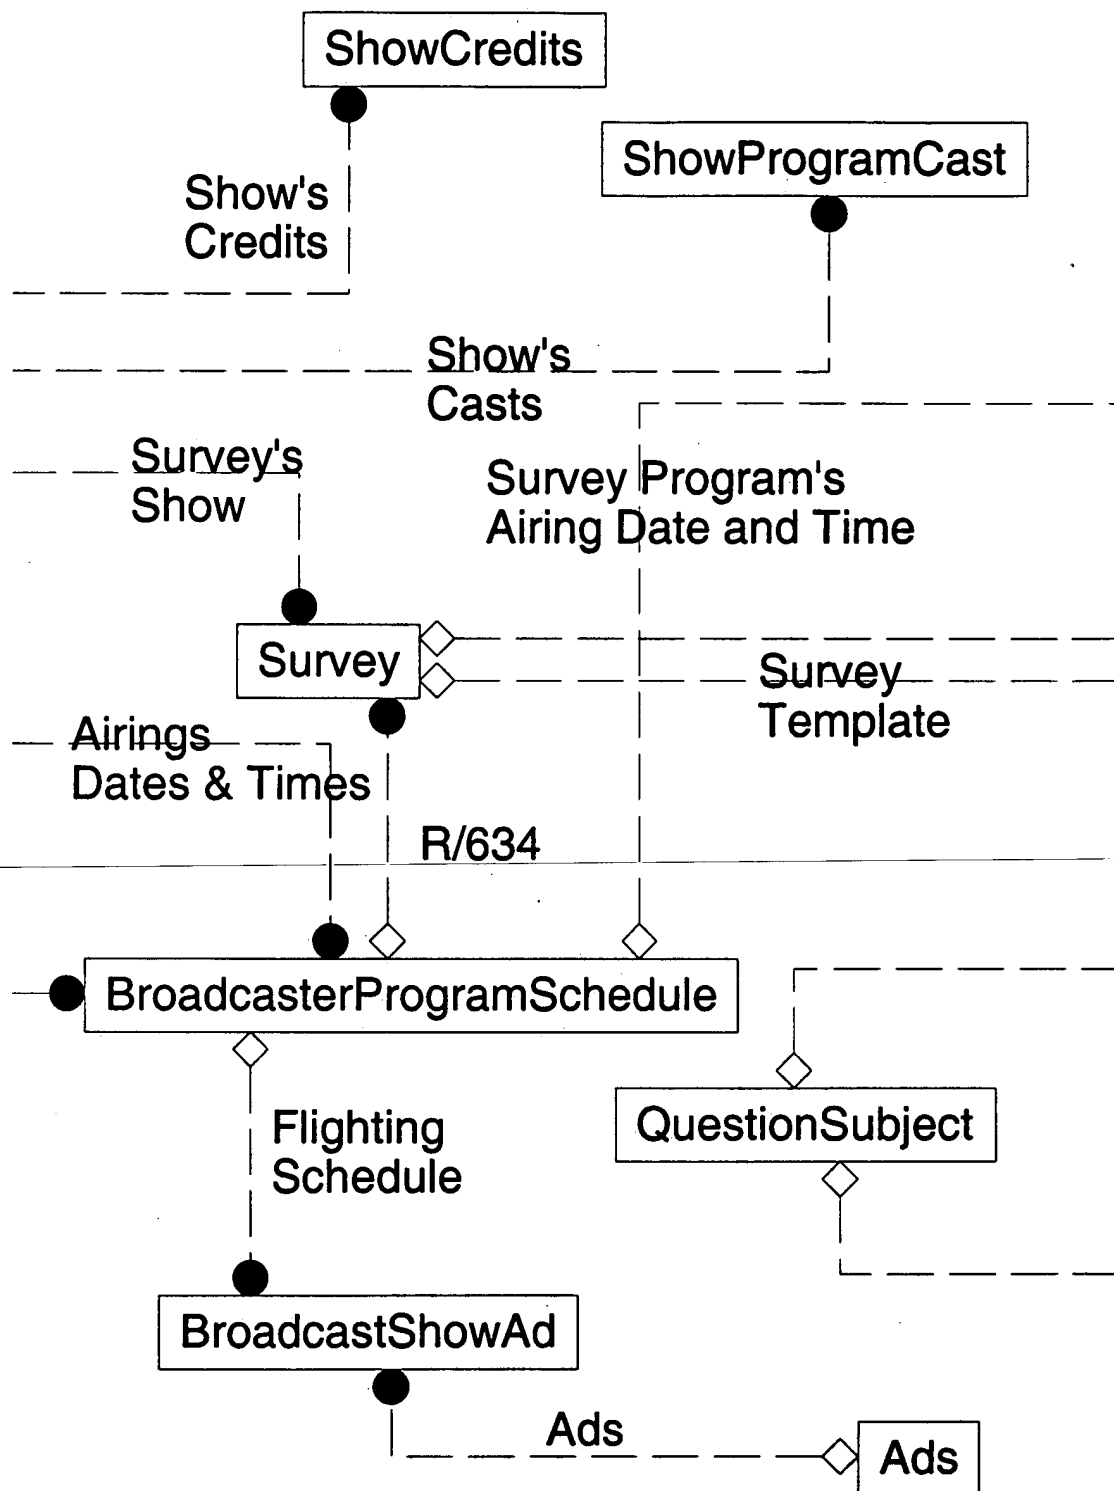 ShowCredits
ShowProgramCast
Show's
Credits
Show's
Casts
Survey's
Show
Survey Program's
Airing Date and Time
Survey
Survey
Template
Airings
Dates & Times
R/634
BroadcasterProgramSchedule
Flighting
Schedule
QuestionSubject
BroadcastShowAd
Ads
Ads